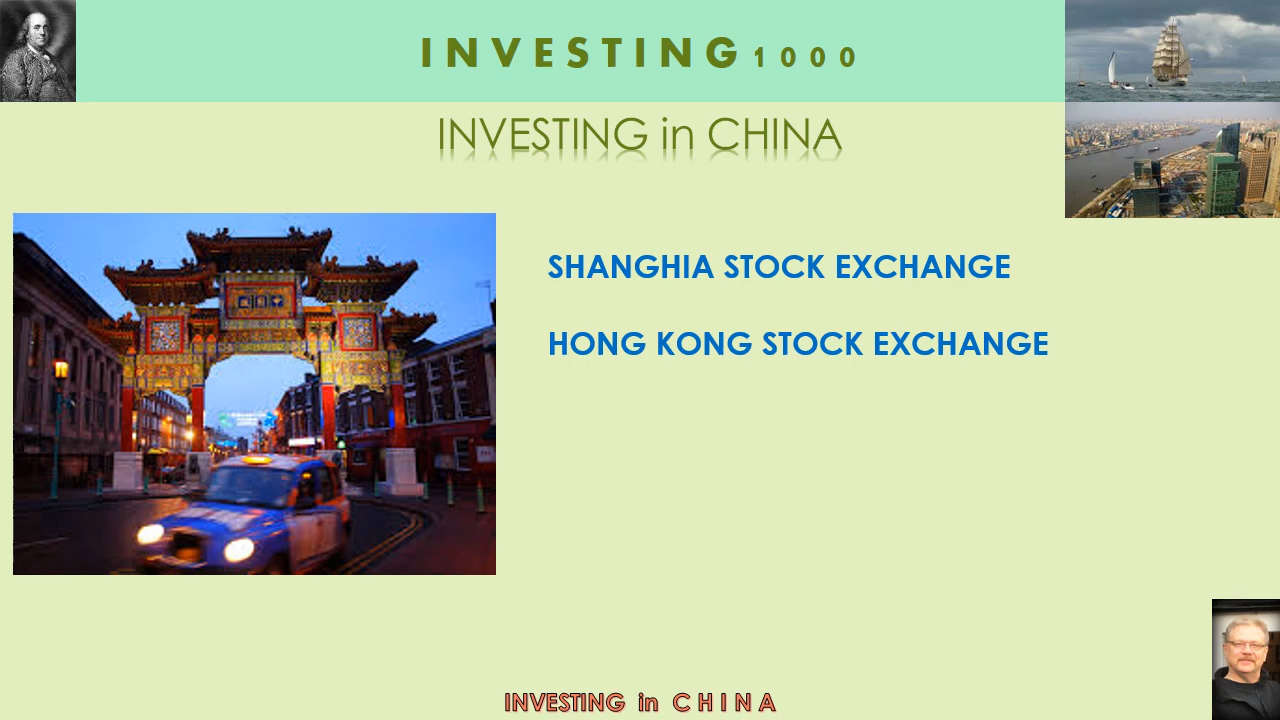 INVESTING1000
INVESTING in CHINA
SHANGHIA STOCK EXCHANGE
HONG KONG STOCK EXCHANGE
INVESTING in CHINA